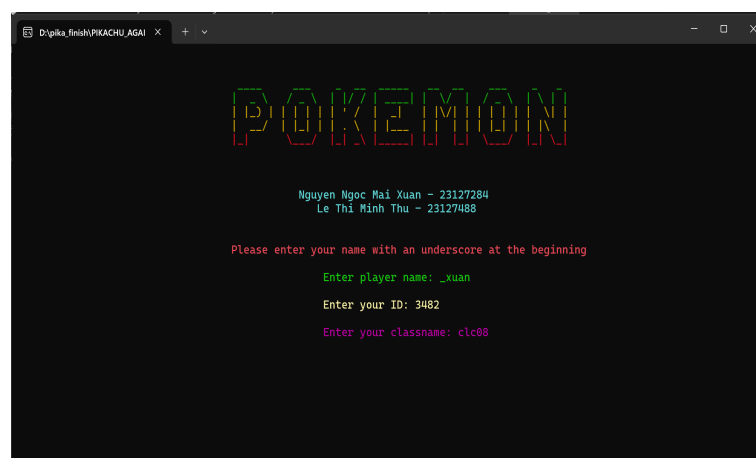 D:\pika_finish\PIKACHU_AGAI
POKEMON
Nguyen Ngoc Mai Xuan - 23127284
Le Thi Minh Thu - 23127488
Please enter your name with an underscore at the beginning
Enter player name: _xuan
Enter your ID: 3482
Enter your classname: clc08